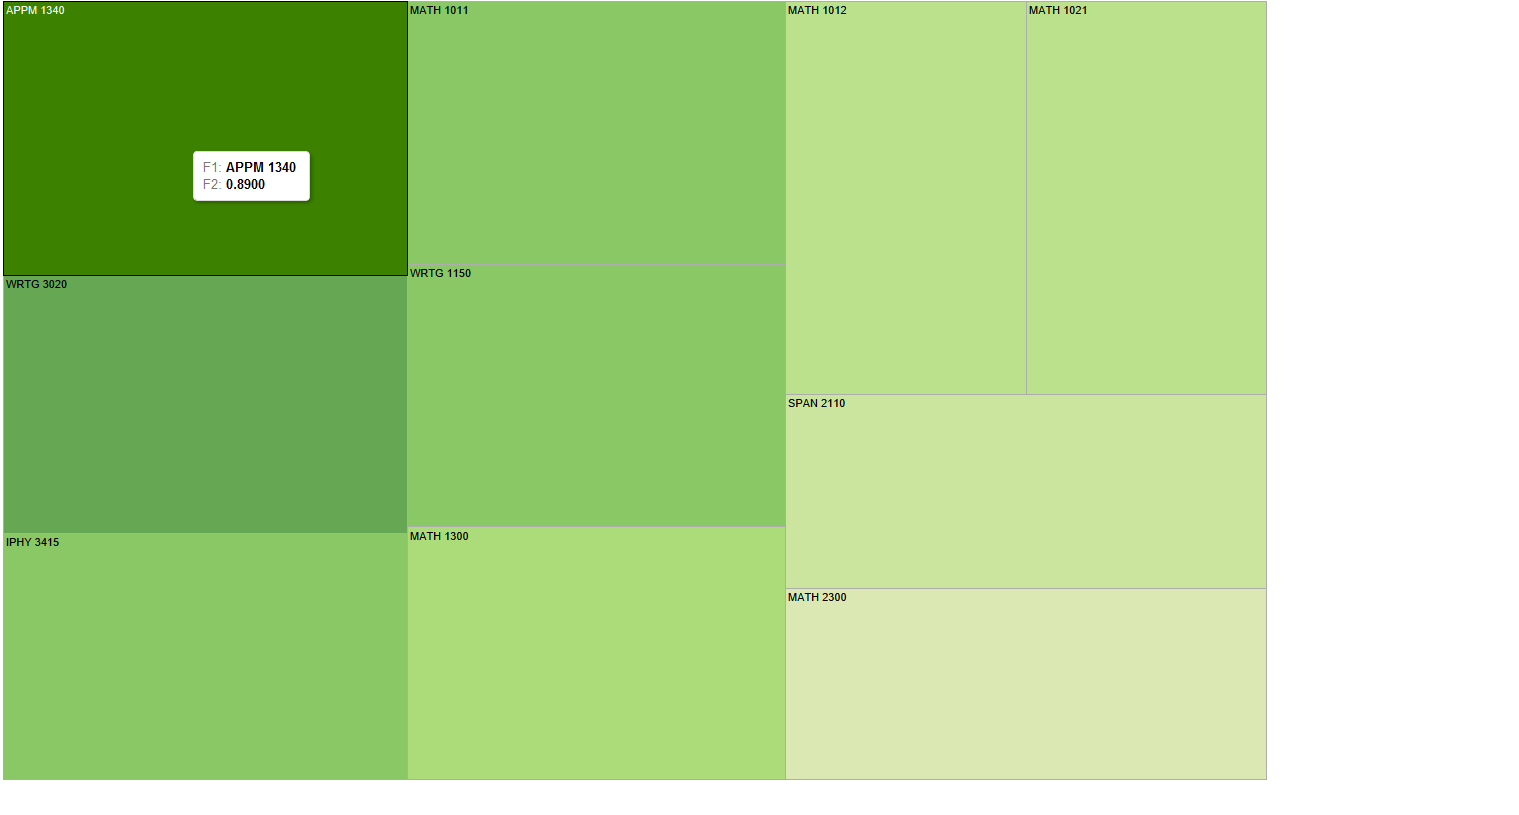 APPM 1340
MATH 1011
MATH 1012
MATH 1021
F1: APPM 1340
F2: 0.8900
WRTG 3020
WRTG 1150
SPAN 2110
IPHY 3415
MATH 1300
MATH 2300